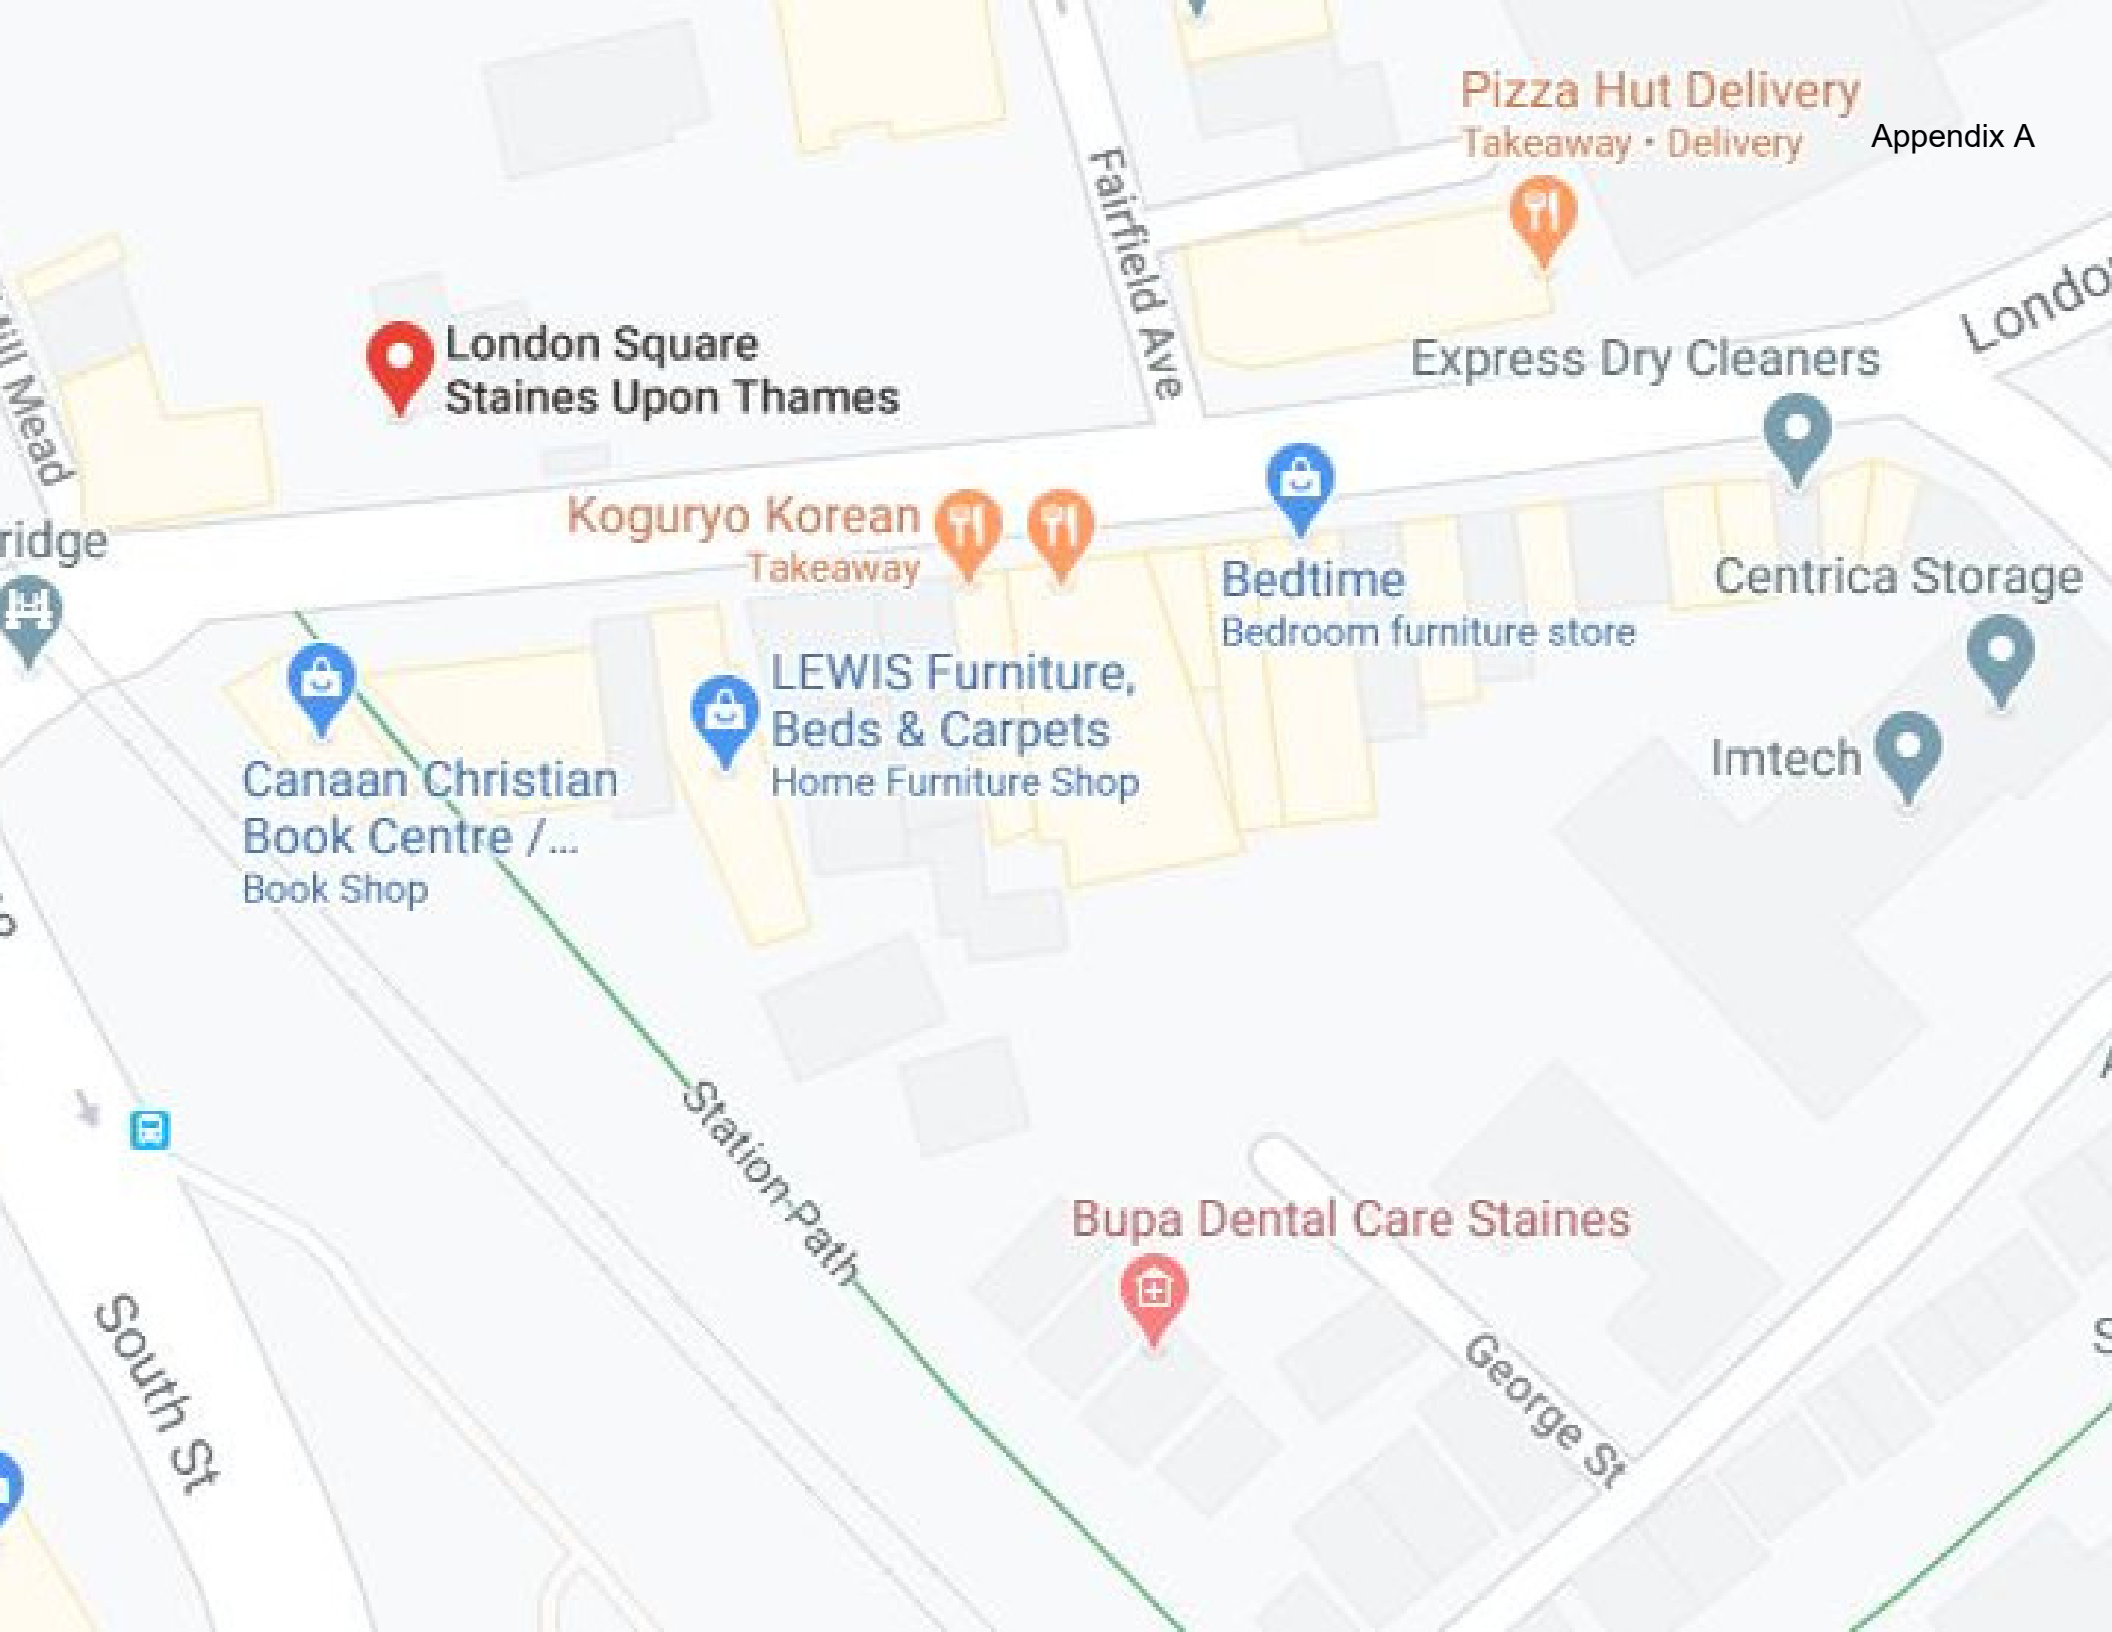 Pizza Hut Delivery
Takeaway • Delivery
Appendix A
Fairfield Ave
London Square
Staines Upon Thames
Express Dry Cleaners
Mead
Koguryo Korean
Takeaway
Bedtime
Bedroom furniture store
Centrica Storage
LEWIS Furniture,
Beds & Carpets
Home Furniture Shop
Imtech
Canaan Christian
Book Centre /...
Book Shop
Station Path
Bupa Dental Care Staines
South St
George St